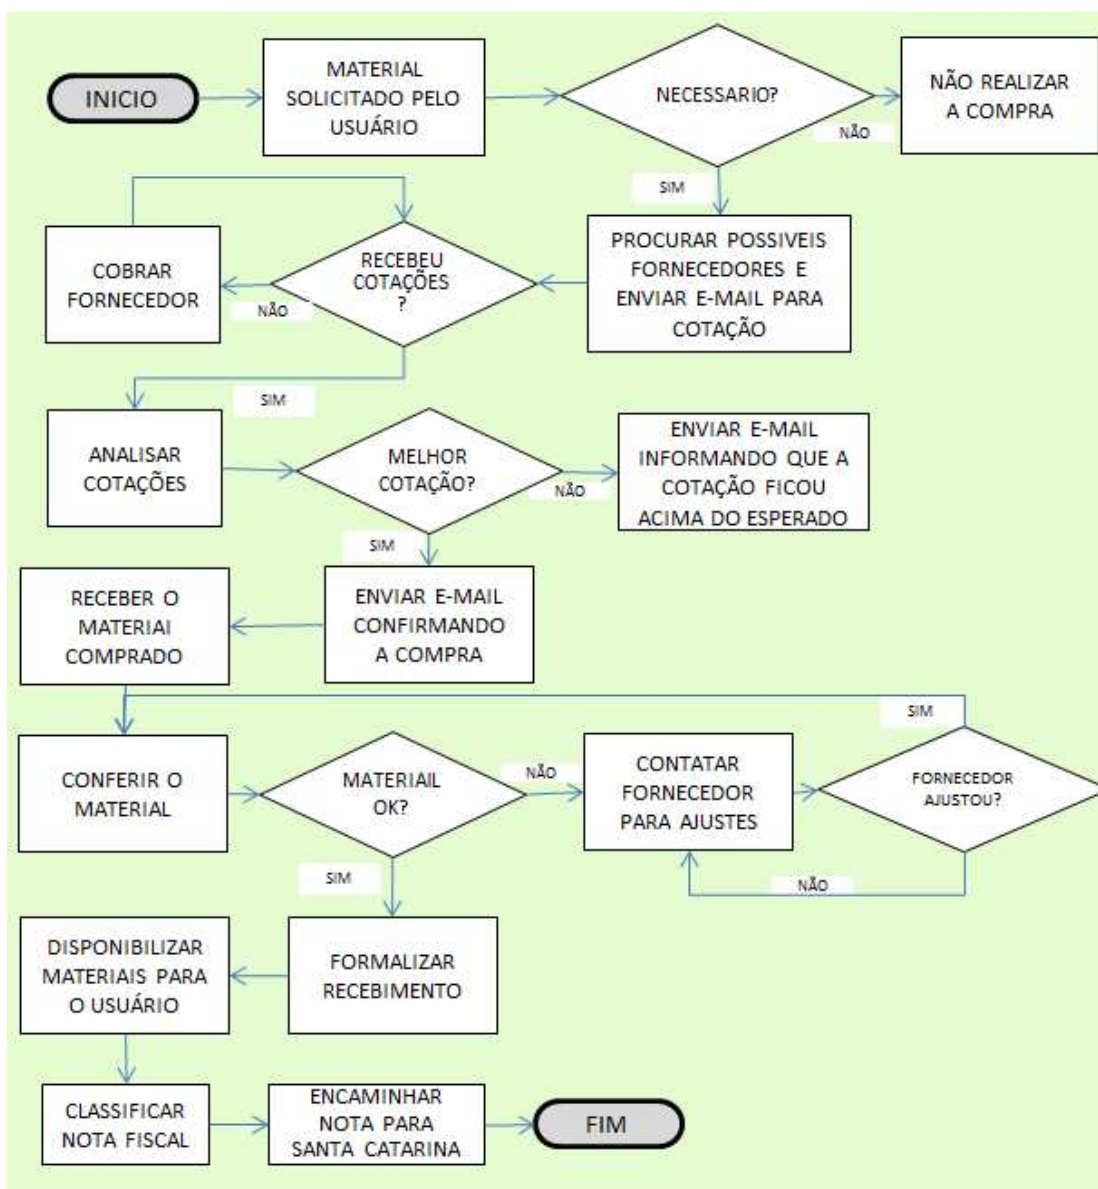 INICIO
MATERIAL
SOLICITADO PELO
USUÁRIO
NECESSARIO?
NÃO
NÃO REALIZAR
A COMPRA
SIM
PROCURAR POSSIVEIS
FORNECEDORES E
ENVIAR E-MAIL PARA
COTAÇÃO
RECEBEU
COTAÇÕES
?
NÃO
COBRAR
FORNECEDOR
SIM
ANALISAR
COTAÇÕES
MELHOR
COTAÇÃO?
NÃO
ENVIAR E-MAIL
INFORMANDO QUE A
COTAÇÃO FICOU
ACIMA DO ESPERADO
SIM
ENVIAR E-MAIL
CONFIRMANDO
A COMPRA
RECEBER O
MATERIAI
COMPRADO
CONFERIR O
MATERIAL
MATERIAIL
OK?
NÃO
CONTATAR
FORNECEDOR
PARA AJUSTES
FORNECEDOR
AJUSTOU?
SIM
NÃO
SIM
FORMALIZAR
RECEBIMENTO
DISPONIBILIZAR
MATERIAIS PARA
O USUÁRIO
CLASSIFICAR
NOTA FISCAL
ENCAMINHAR
NOTA PARA
SANTA CATARINA
FIM